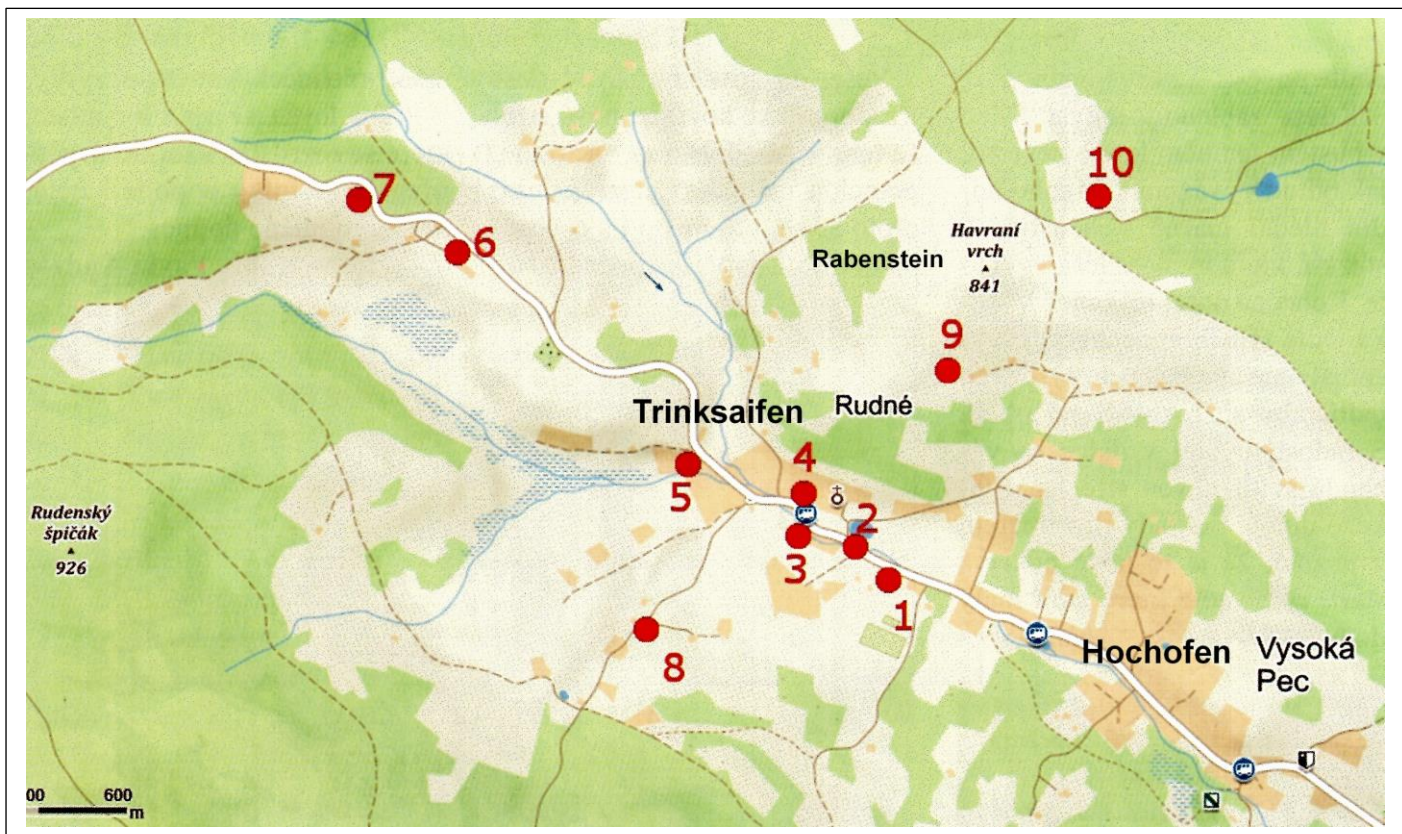 10
7
Havraní
vrch
841
Rabenstein
6
9
Trinksaifen
Rudné
4
5
2
3
Rudenský
špičák
926
1
8
Hochofen
Vysoká
Pec
00 600
m